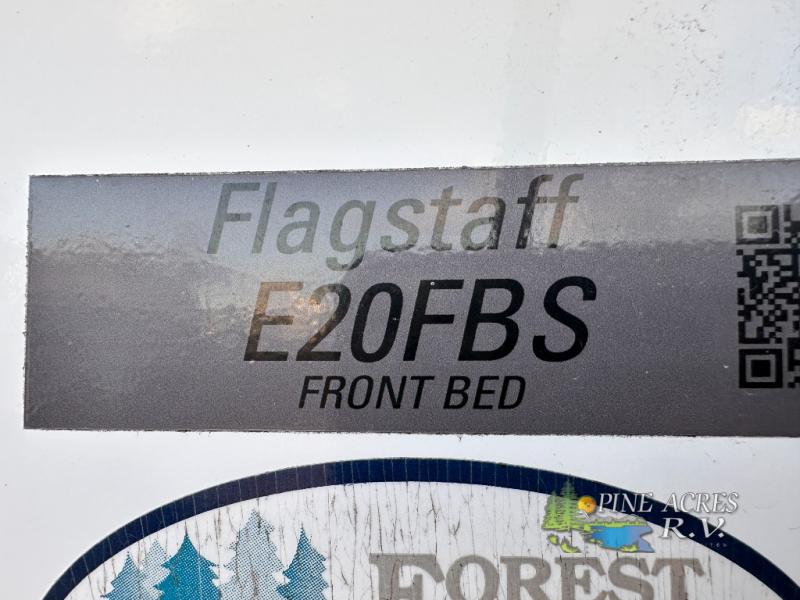 Flagstaff
E20FBS
FRONT BED
PINE ACRES
R.V.
FOREST